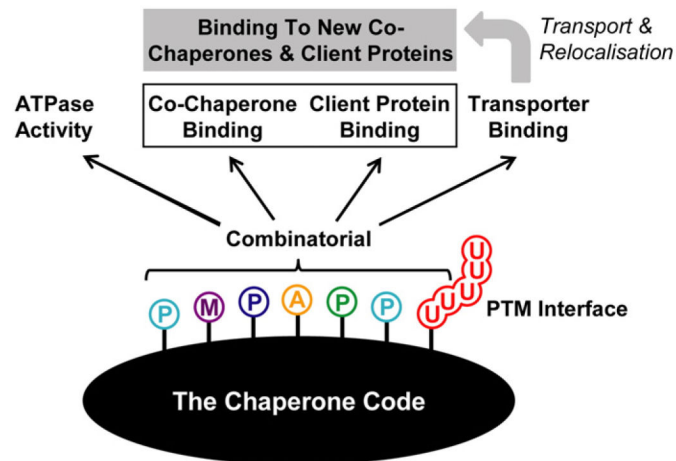 Binding To New Co-
Chaperones & Client Proteins
Transport &
Relocalisation
ATPase
Activity
Co-Chaperone
Binding
Client Protein
Binding
Transporter
Binding
Combinatorial
P M P A P P U U U U U U
PTM Interface
The Chaperone Code